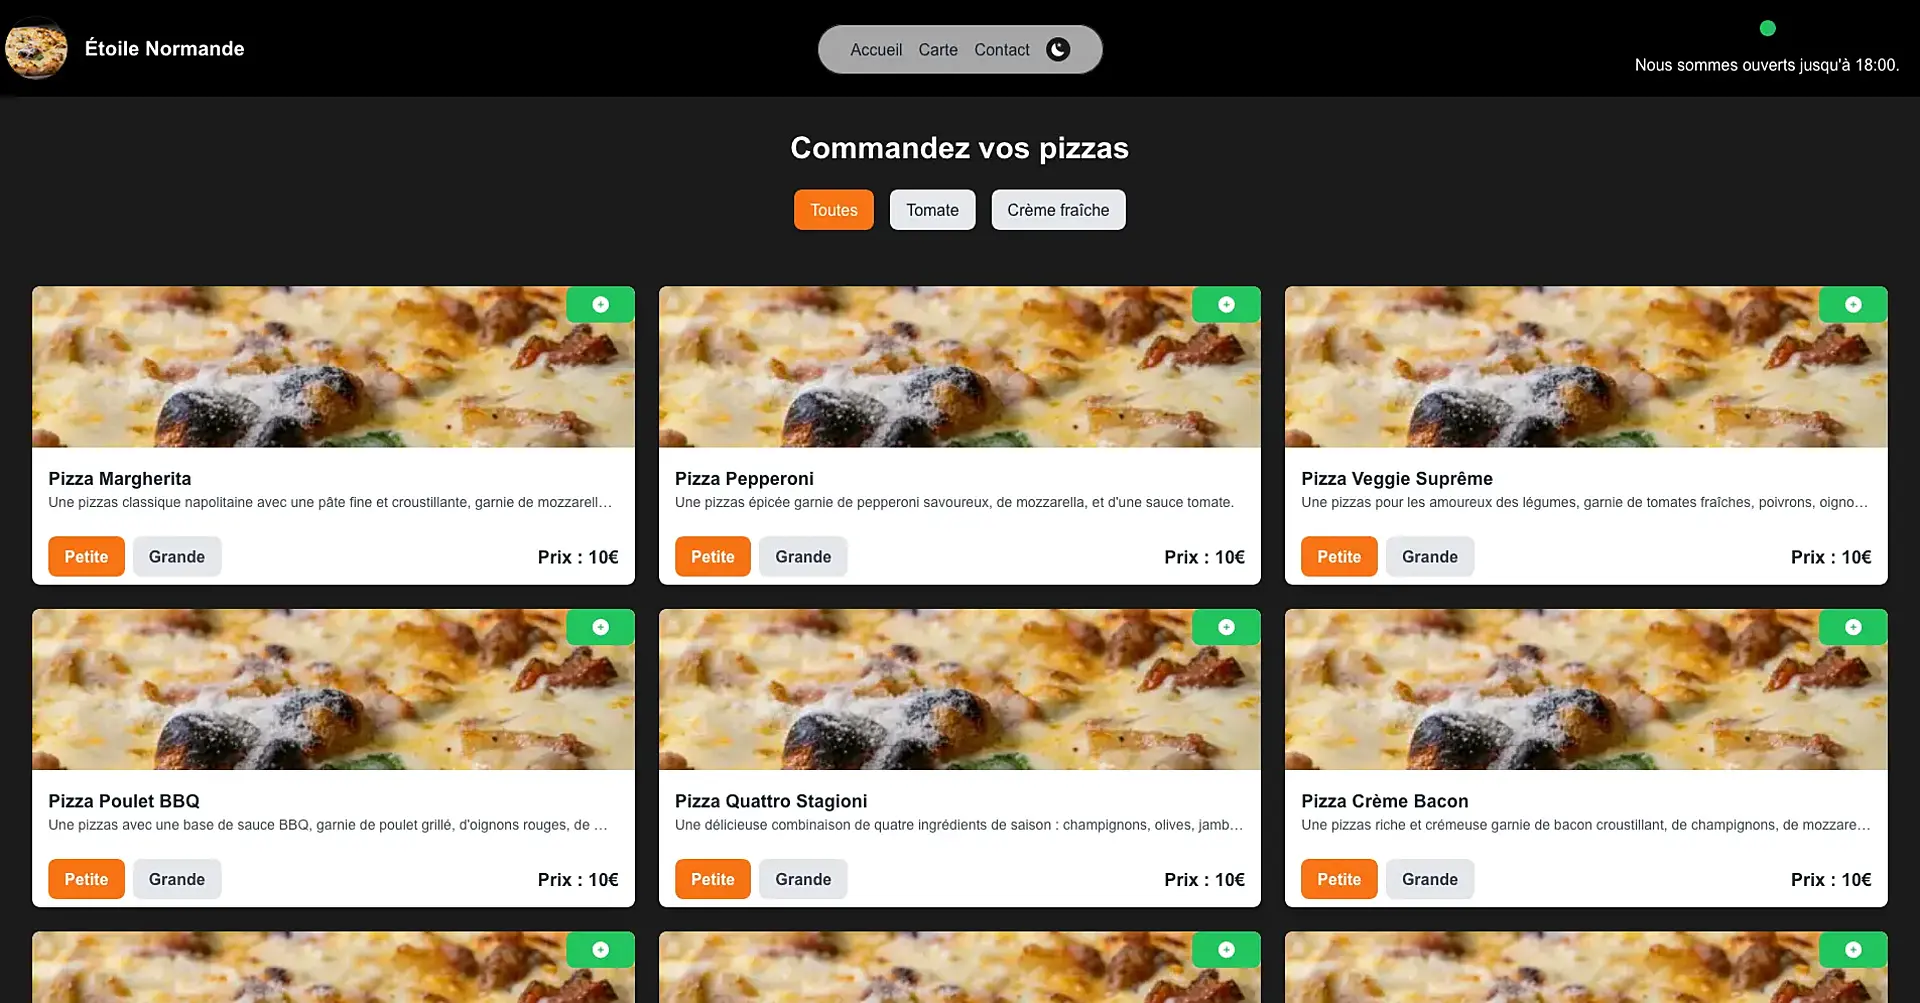 Étoile Normande
Accueil Carte Contact
Nous sommes ouverts jusqu'à 18:00.
Commandez vos pizzas
Toutes Tomate Crème fraîche
Pizza Margherita
Une pizzas classique napolitaine avec une pâte fine et croustillante, garnie de mozzarell...
Petite Grande Prix : 10€
Pizza Pepperoni
Une pizzas épicée garnie de pepperoni savoureux, de mozzarella, et d'une sauce tomate.
Petite Grande Prix : 10€
Pizza Veggie Suprême
Une pizzas pour les amoureux des légumes, garnie de tomates fraîches, poivrons, oigno...
Petite Grande Prix : 10€
Pizza Poulet BBQ
Une pizzas avec une base de sauce BBQ, garnie de poulet grillé, d'oignons rouges, de ...
Petite Grande Prix : 10€
Pizza Quattro Stagioni
Une délicieuse combinaison de quatre ingrédients de saison : champignons, olives, jamb...
Petite Grande Prix : 10€
Pizza Crème Bacon
Une pizzas riche et crémeuse garnie de bacon croustillant, de champignons, de mozzare...
Petite Grande Prix : 10€